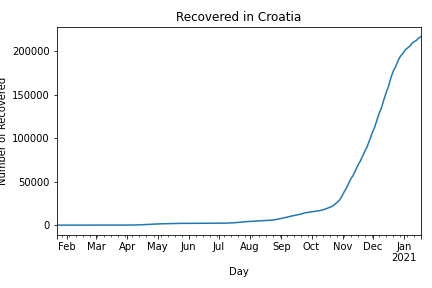 Recovered in Croatia
Number of Recovered
200000
150000
100000
50000
0
Feb Mar Apr May Jun Jul Aug Sep Oct Nov Dec Jan
2021
Day